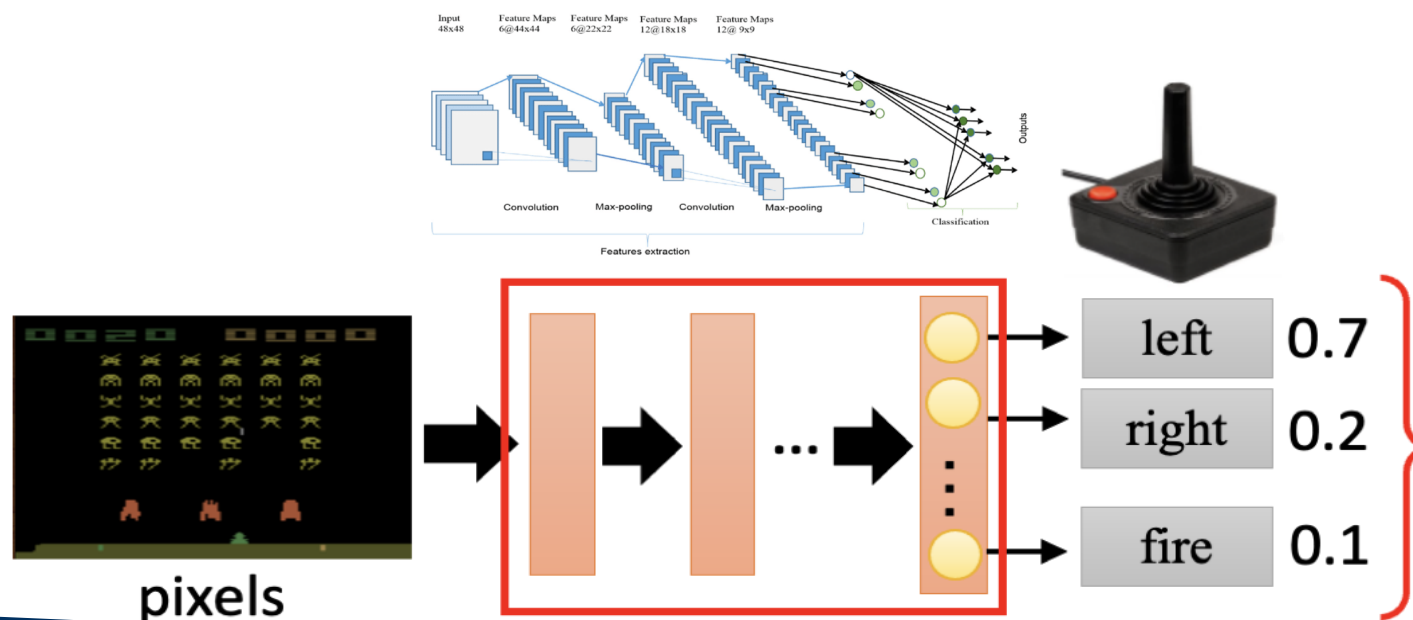 Input
48x48
Feature Maps
6@44x44
Feature Maps
6@22x22
Feature Maps
12@18x18
Feature Maps
12@ 9x9
Outputs
Convolution
Max-pooling
Convolution
Max-pooling
Classification
Features extraction
left
0.7
right
0.2
...
fire
0.1
pixels